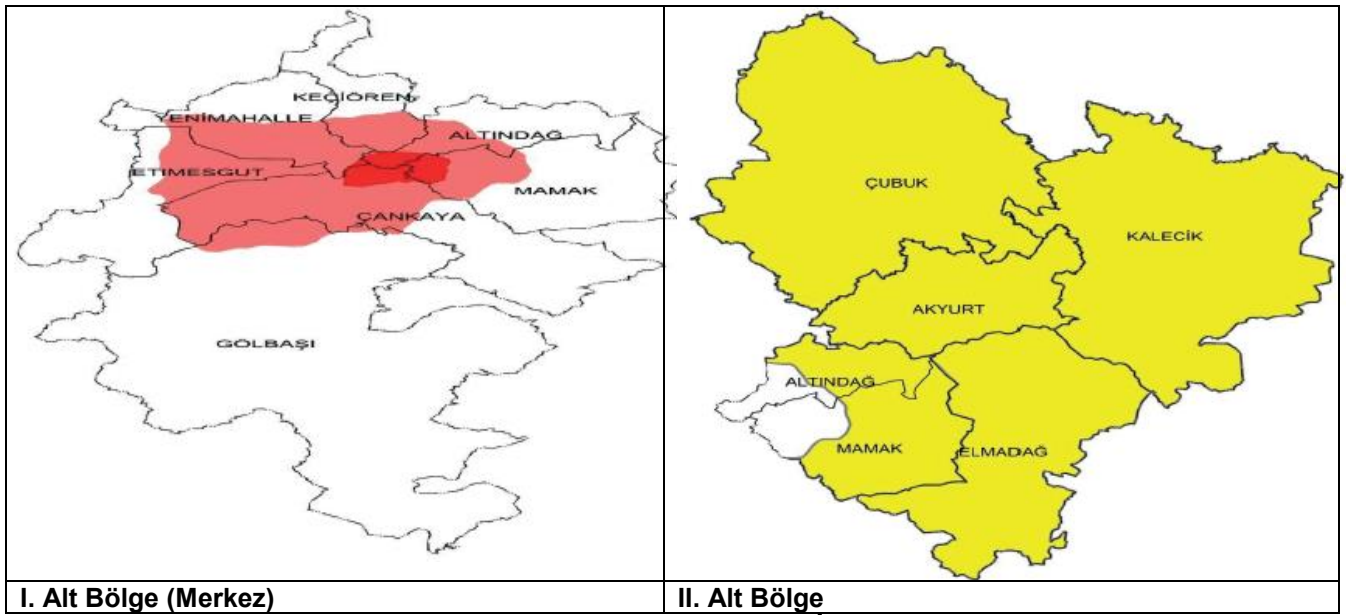 KEÇİÖREN
YENİMAHALLE
ALTINDAĞ
ETİMESGUT
MAMAK
ÇANKAYA
GÖLBAŞI
I. Alt Bölge (Merkez)
ÇUBUK
KALECİK
AKYURT
ALTINDAĞ
MAMAK
ELMADAĞ
II. Alt Bölge